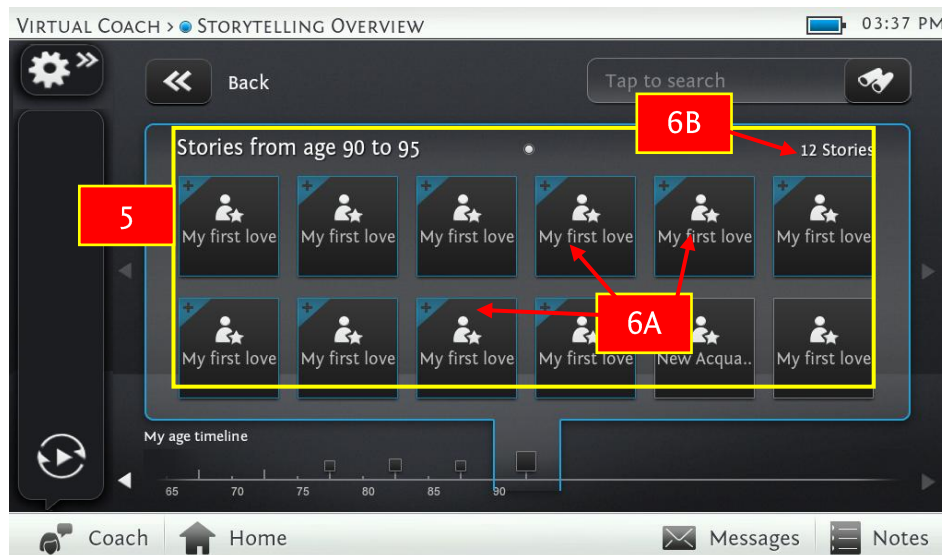 VIRTUAL COACH > STORYTELLING OVERVIEW 03:37 PM
Back Tap to search
6B
Stories from age 90 to 95 12 Stories
5
My first love My first love My first love My first love My first love My first love
6A
My first love My first love My first love My first love New Acqua.. My first love
My age timeline
65 70 75 80 85 90
Coach Home Messages Notes